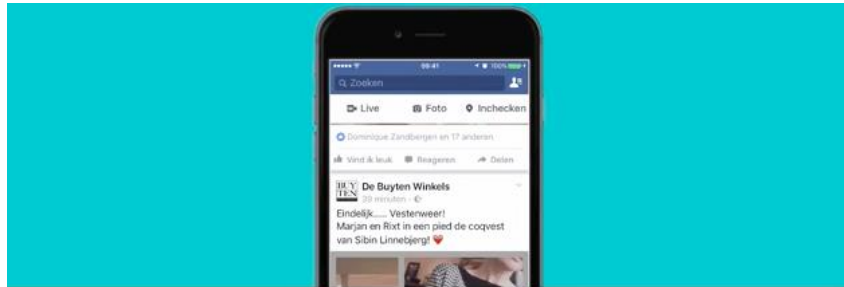 09:41 100%
Zoeken
Live Foto Inchecken
Dominique Zandbergen en 17 anderen
Vind ik leuk Reageren Delen
BUY TEN De Buyten Winkels
39 minuten
Eindelijk..... Vestenweer!
Marjan en Rixt in een pied de coqvest
van Sibin Linnebjerg!